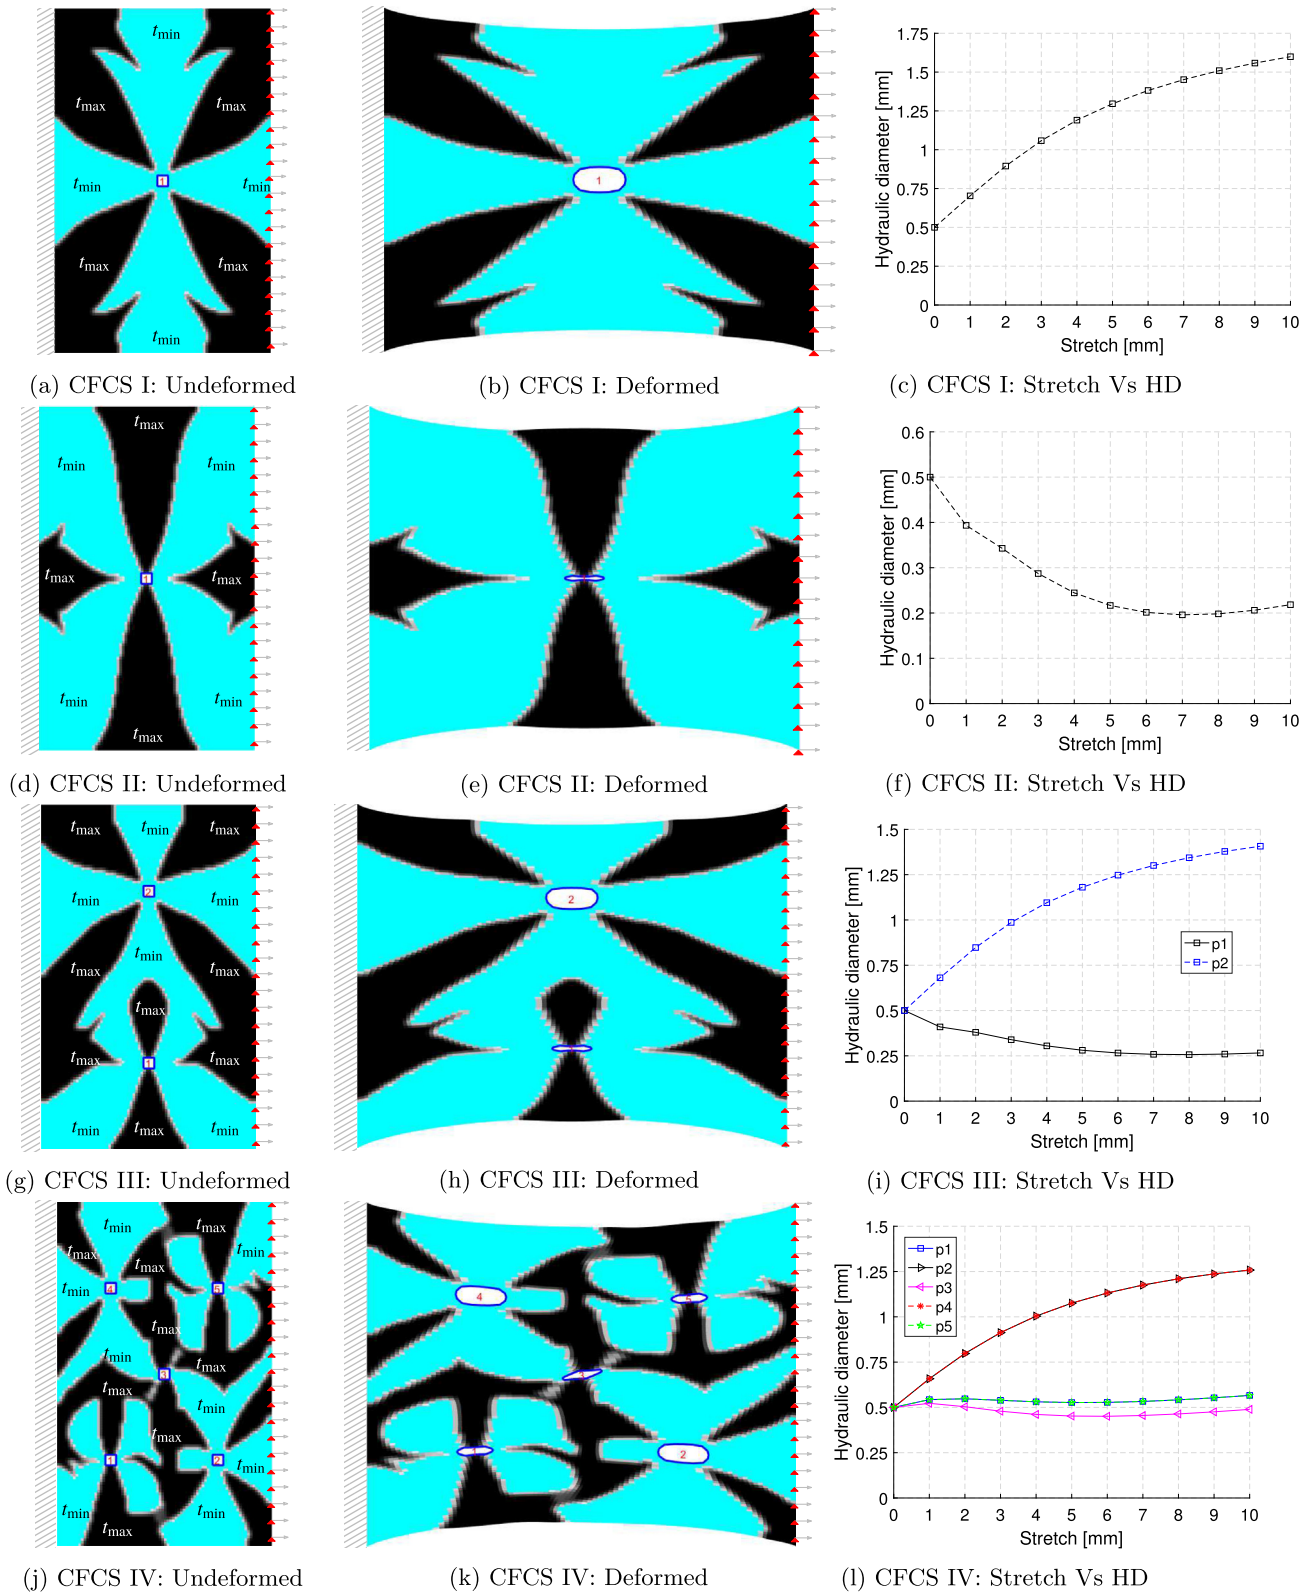 t_min
t_max t_max
t_min 1 t_min
t_max t_max
t_min
(a) CFCS I: Undeformed
1
(b) CFCS I: Deformed
Hydraulic diameter [mm]
1.75
1.5
1.25
1
0.75
0.5
0.25
0
0 1 2 3 4 5 6 7 8 9 10
Stretch [mm]
(c) CFCS I: Stretch Vs HD
t_max
t_min t_min
t_max 1 t_max
t_min t_min
t_max
(d) CFCS II: Undeformed
(e) CFCS II: Deformed
Hydraulic diameter [mm]
0.6
0.5
0.4
0.3
0.2
0.1
0
0 1 2 3 4 5 6 7 8 9 10
Stretch [mm]
(f) CFCS II: Stretch Vs HD
t_max t_min t_max
2
t_min t_min
t_min
t_max t_max
t_max
t_max 1 t_max
t_min t_max t_min
(g) CFCS III: Undeformed
2
(h) CFCS III: Deformed
Hydraulic diameter [mm]
1.5
1.25
1
0.75
0.5
0.25
0
p1
p2
0 1 2 3 4 5 6 7 8 9 10
Stretch [mm]
(i) CFCS III: Stretch Vs HD
t_min t_max
t_max t_max t_min
t_min 4 5
t_max
t_min t_max
t_max 3
t_min
t_max
1 2 t_min
t_min t_min
t_max
(j) CFCS IV: Undeformed
4 5
3
1 2
(k) CFCS IV: Deformed
Hydraulic diameter [mm]
1.5
1.25
1
0.75
0.5
0.25
0
p1
p2
p3
p4
p5
0 1 2 3 4 5 6 7 8 9 10
Stretch [mm]
(l) CFCS IV: Stretch Vs HD